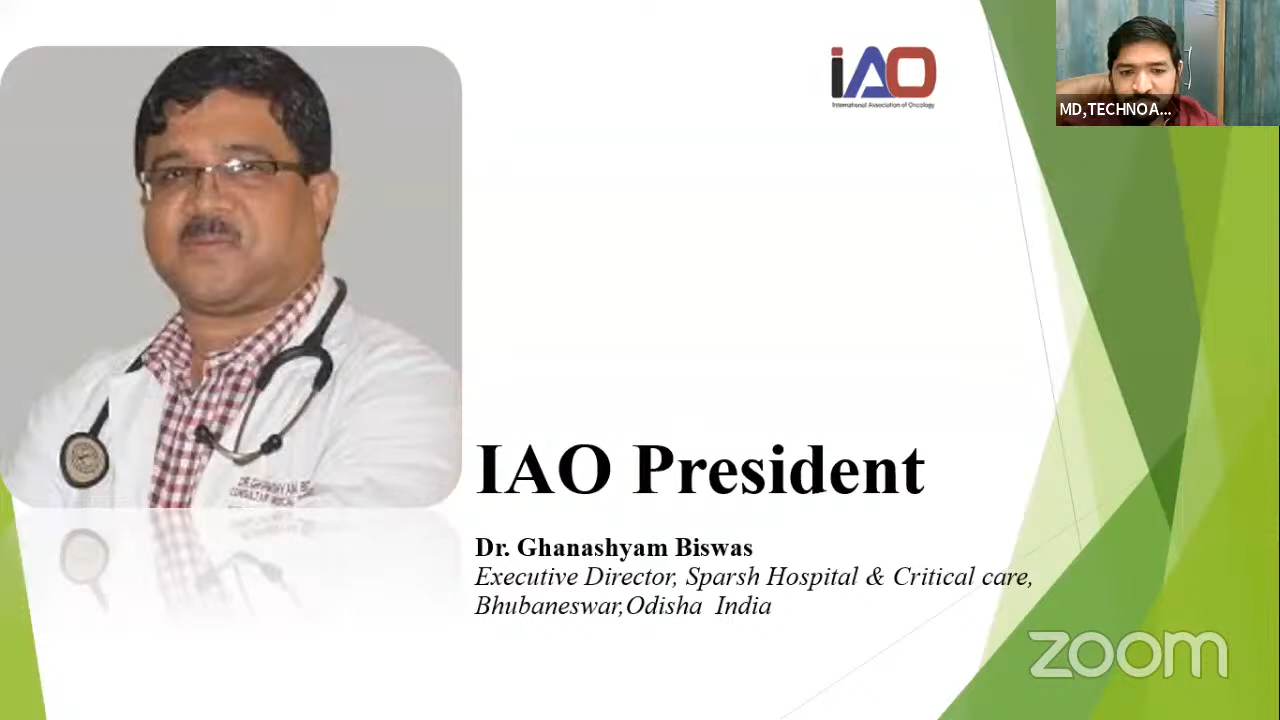 iAO
International Association of Oncology
MD,TECHNO A...
IAO President
Dr. Ghanashyam Biswas
Executive Director, Sparsh Hospital & Critical care,
Bhubaneswar,Odisha India
zoom